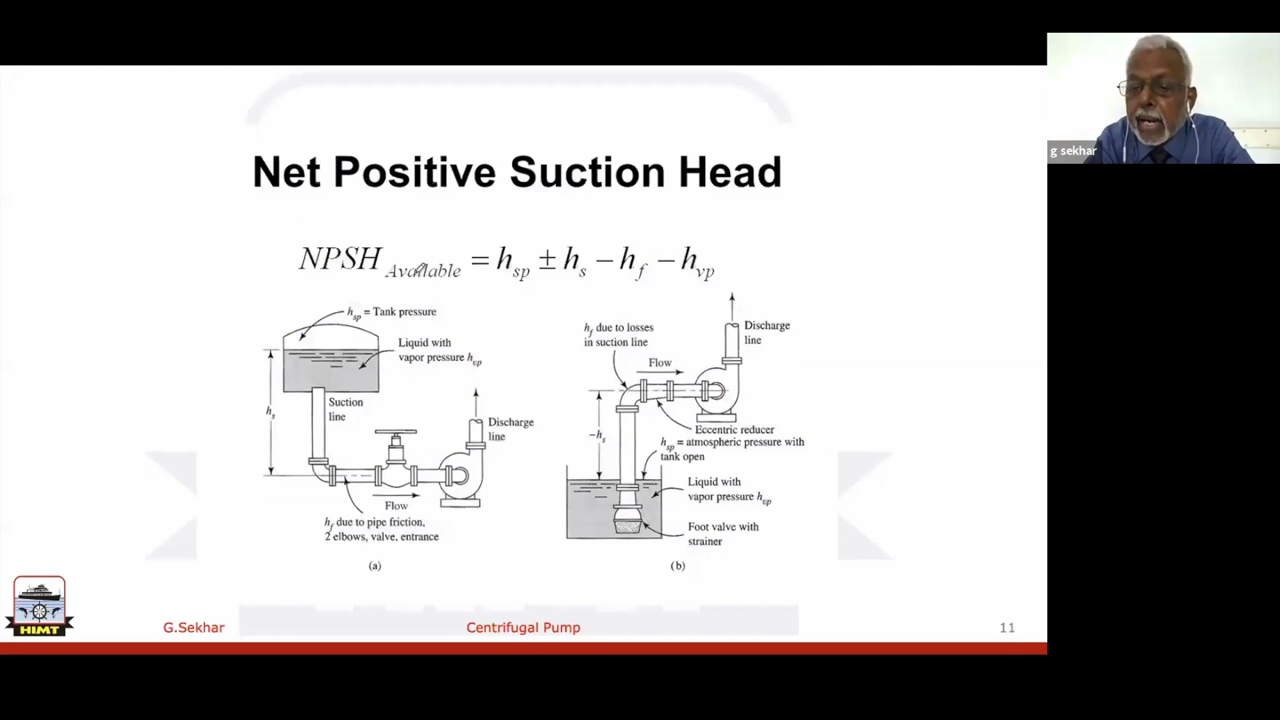 g sekhar
Net Positive Suction Head
NPSH Available = h_sp ± h_s − h_f − h_vp
h_sp = Tank pressure
Liquid with
vapor pressure h_vp
h_s
Suction
line
Discharge
line
Flow
h_f due to pipe friction,
2 elbows, valve, entrance
(a)
h_f due to losses
in suction line
Flow
Discharge
line
−h_s
Eccentric reducer
h_sp = atmospheric pressure with
tank open
Liquid with
vapor pressure h_vp
Foot valve with
strainer
(b)
HIMT
G.Sekhar
Centrifugal Pump
11